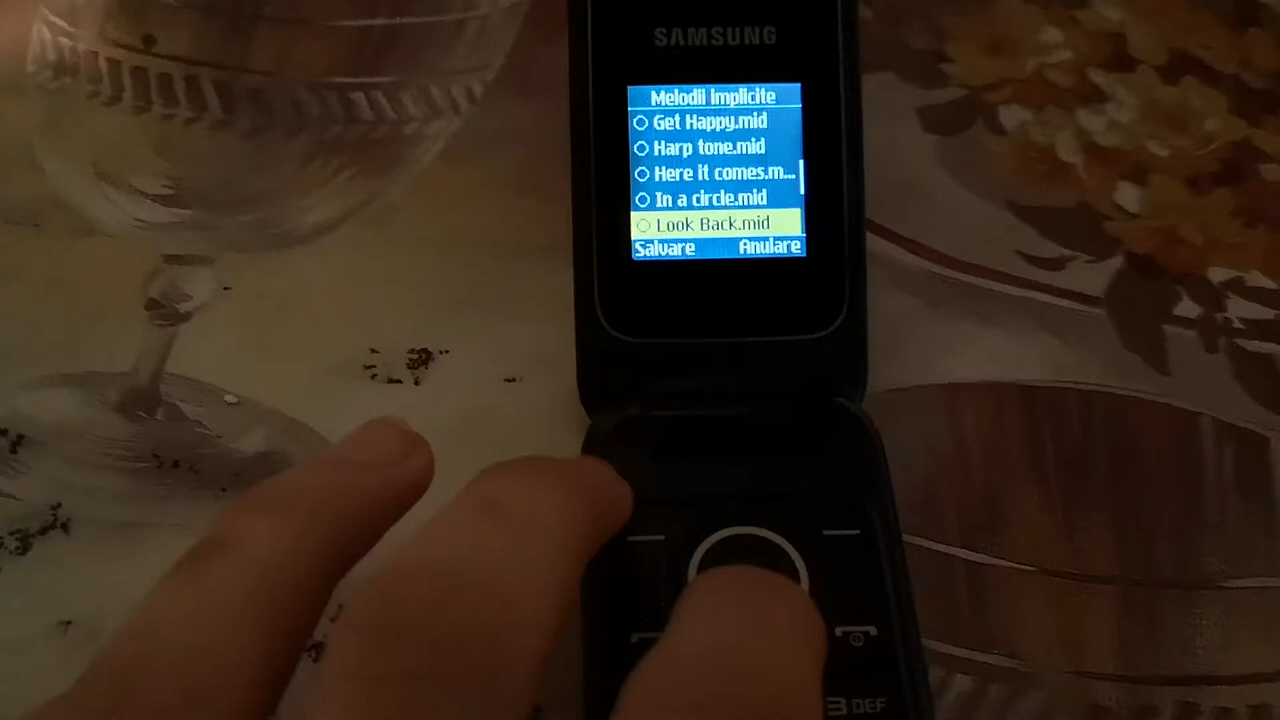 SAMSUNG
Melodii implicite
Get Happy.mid
Harp tone.mid
Here it comes.m...
In a circle.mid
Look Back.mid
Salvare Anulare
3 DEF